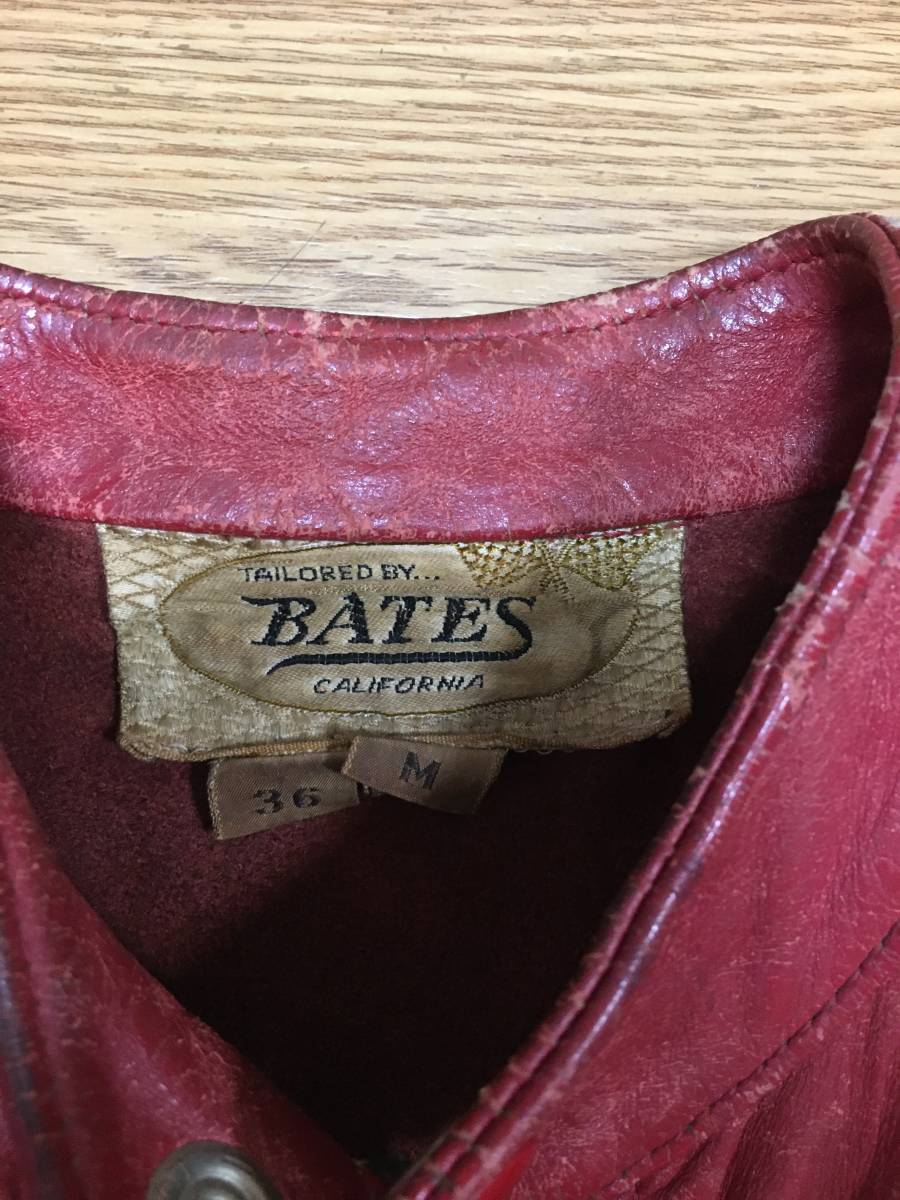 TAILORED BY...
BATES
CALIFORNIA
36
M